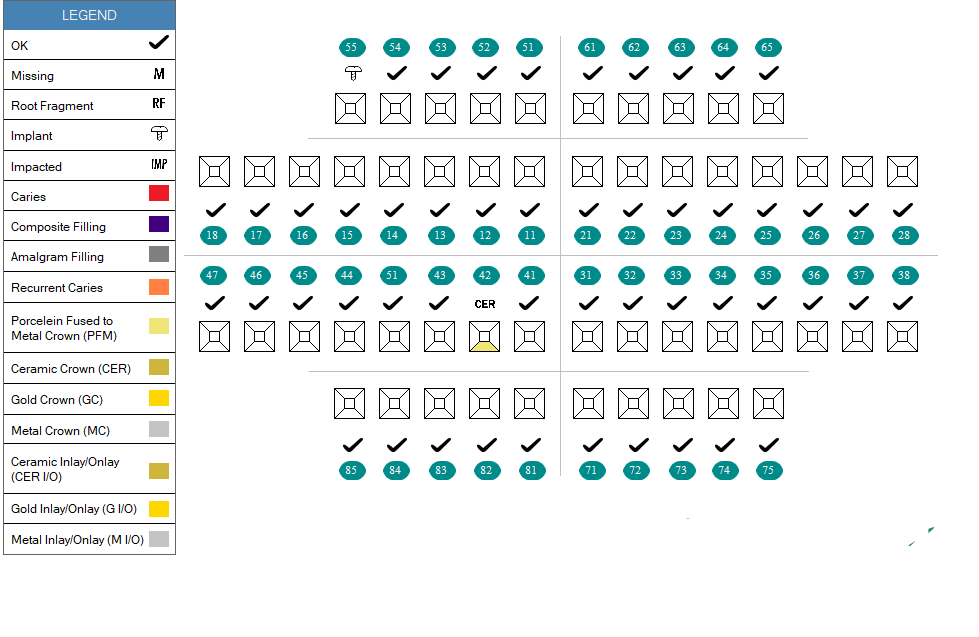 LEGEND
OK
Missing M
Root Fragment RF
Implant
Impacted IMP
Caries
Composite Filling
Amalgram Filling
Recurrent Caries
Porcelein Fused to
Metal Crown (PFM)
Ceramic Crown (CER)
Gold Crown (GC)
Metal Crown (MC)
Ceramic Inlay/Onlay
(CER I/O)
Gold Inlay/Onlay (G I/O)
Metal Inlay/Onlay (M I/O)
55 54 53 52 51 61 62 63 64 65
18 17 16 15 14 13 12 11 21 22 23 24 25 26 27 28
47 46 45 44 51 43 42 41 31 32 33 34 35 36 37 38
CER
85 84 83 82 81 71 72 73 74 75